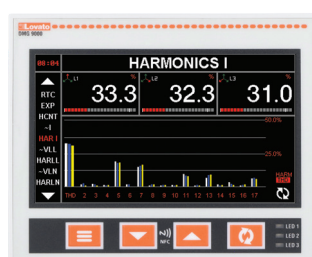 Lovato
DMG 9000
08:04
HARMONICS I
L1 %
33.3
L2 %
32.3
L3 %
31.0
RTC
EXP
HCNT
~I
HAR I
~VLL
HARLL
~VLN
HARLN
50.0%
25.0%
HARM
THD
THD 2 3 4 5 6 7 8 9 10 11 12 13 14 15 16 17
NFC
LED 1
LED 2
LED 3